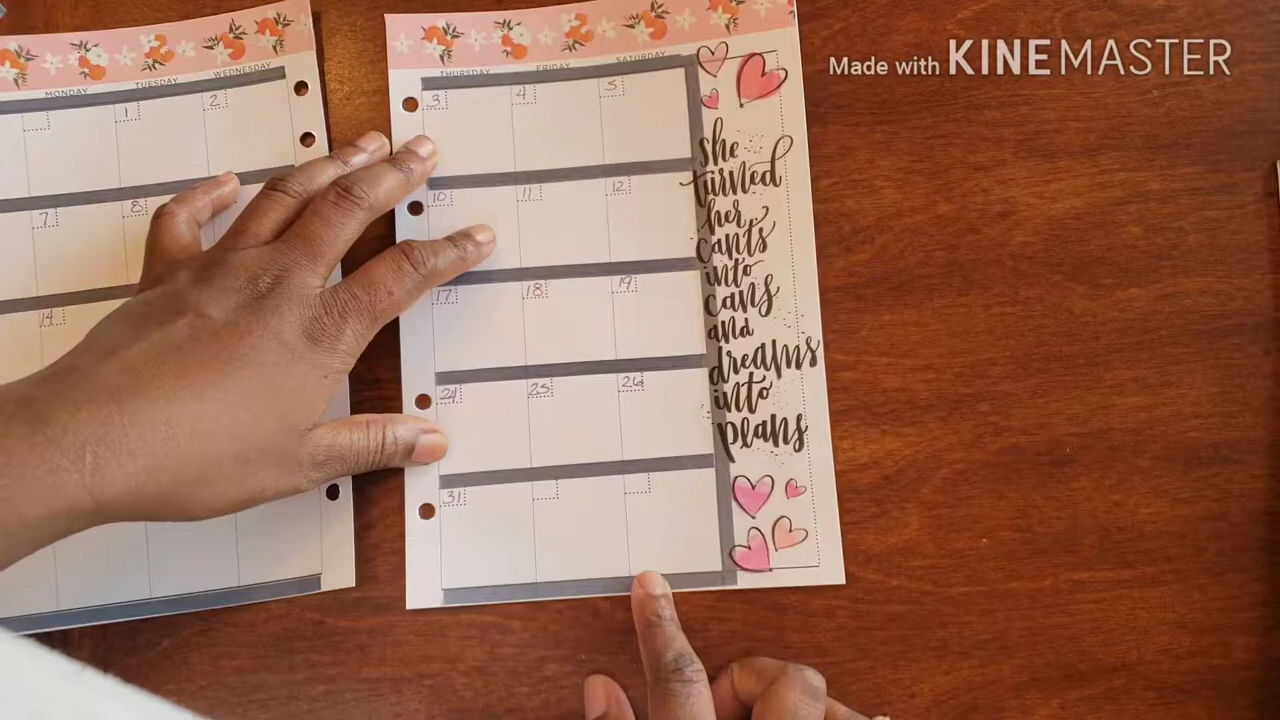 Made with KINEMASTER
MONDAY TUESDAY WEDNESDAY
1 2
7 8
14
THURSDAY FRIDAY SATURDAY
3 4 5
10 11 12
17 18 19
24 25 26
31
she
turned
her
cants
into
cans
and
dreams
into
plans